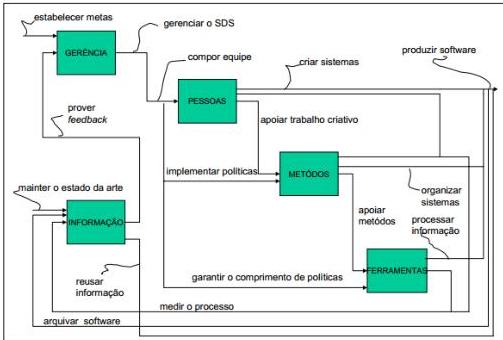 estabelecer metas
gerenciar o SDS
GERÊNCIA
compor equipe
criar sistemas
produzir software
PESSOAS
prover
feedback
apoiar trabalho criativo
implementar políticas
METÓDOS
mainter o estado da arte
organizar
sistemas
INFORMAÇÃO
apoiar
metódos
processar
informação
reusar
informação
garantir o comprimento de políticas
FERRAMENTAS
medir o processo
arquivar software